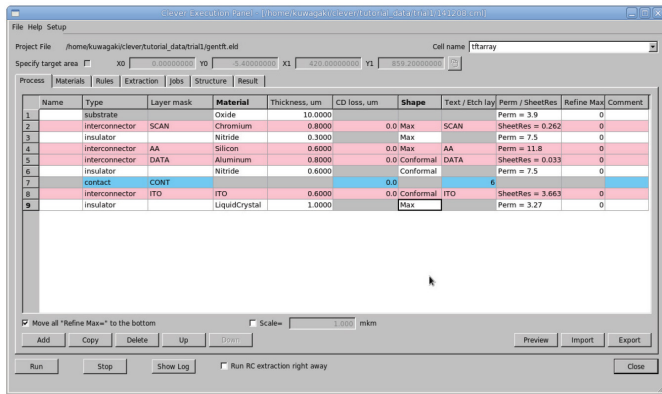 Clever Execution Panel - [/home/kuwagaki/clever/tutorial_data/trial1/141208.cml]
File Help Setup
Project File /home/kuwagaki/clever/tutorial_data/trial1/gentft.eld Cell name tftarray
Specify target area X0 0.00000000 Y0 -5.40000000 X1 420.00000000 Y1 859.20000000
Process Materials Rules Extraction Jobs Structure Result
Name Type Layer mask Material Thickness, um CD loss, um Shape Text / Etch lay Perm / SheetRes Refine Max Comment
1 substrate Oxide 10.0000 Perm = 3.9 0
2 interconnector SCAN Chromium 0.8000 0.0 Max SCAN SheetRes = 0.262 0
3 insulator Nitride 0.3000 Max Perm = 7.5 0
4 interconnector AA Silicon 0.6000 0.0 Max AA Perm = 11.8 0
5 interconnector DATA Aluminum 0.8000 0.0 Conformal DATA SheetRes = 0.033 0
6 insulator Nitride 0.6000 Conformal Perm = 7.5 0
7 contact CONT 0.0 6
8 interconnector ITO ITO 0.6000 0.0 Conformal ITO SheetRes = 3.663 0
9 insulator LiquidCrystal 1.0000 Max Perm = 3.27 0
Move all "Refine Max=" to the bottom Scale= 1.000 mkm
Add Copy Delete Up Down Preview Import Export
Run Stop Show Log Run RC extraction right away Close